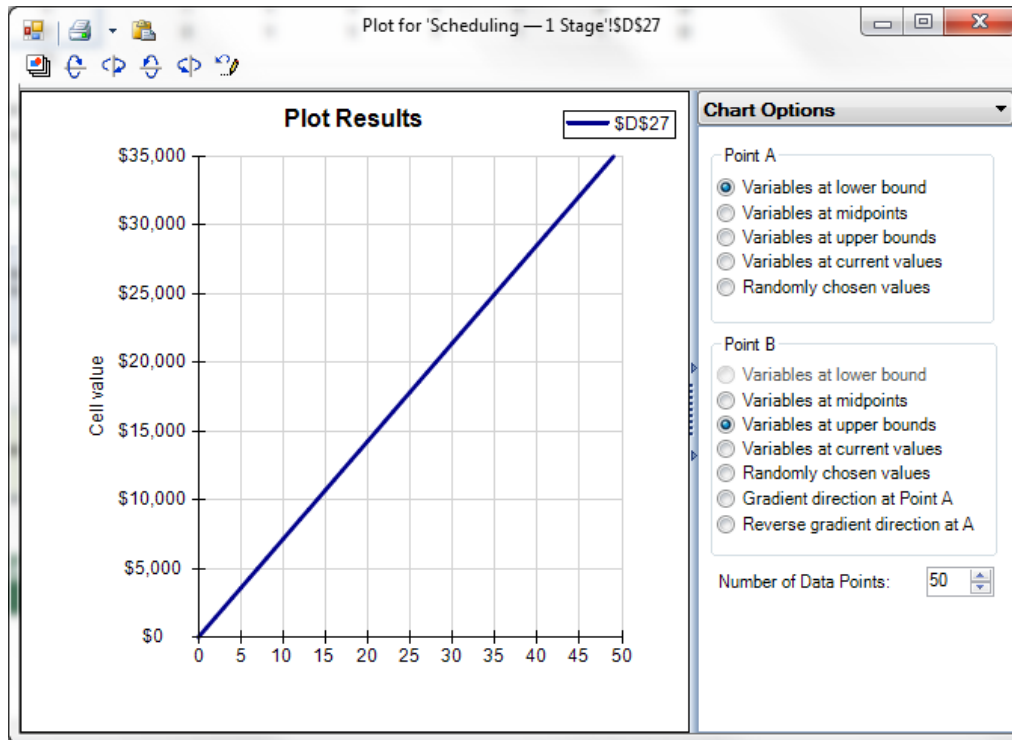 Plot for 'Scheduling — 1 Stage'!$D$27
Plot Results
$D$27
$35,000
$30,000
$25,000
$20,000
$15,000
$10,000
$5,000
$0
Cell value
0 5 10 15 20 25 30 35 40 45 50
Chart Options
Point A
Variables at lower bound
Variables at midpoints
Variables at upper bounds
Variables at current values
Randomly chosen values
Point B
Variables at lower bound
Variables at midpoints
Variables at upper bounds
Variables at current values
Randomly chosen values
Gradient direction at Point A
Reverse gradient direction at A
Number of Data Points: 50